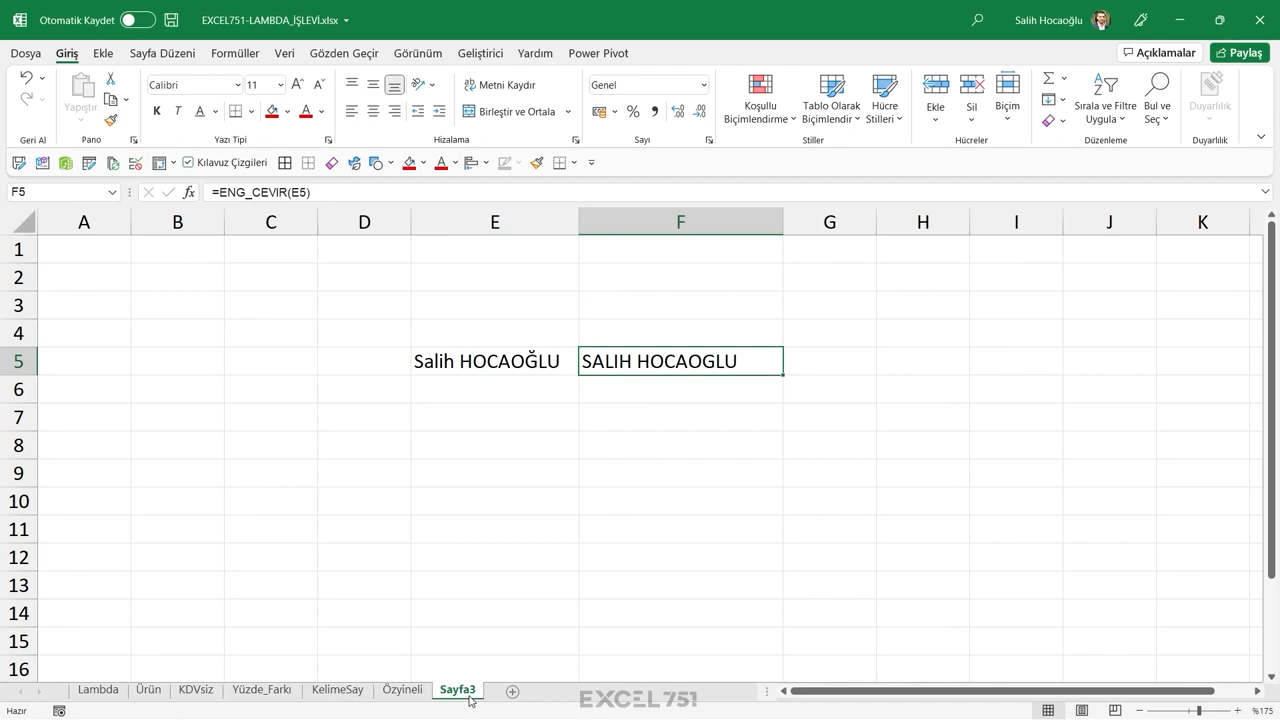 Otomatik Kaydet
EXCEL751-LAMBDA_İŞLEVİ.xlsx
Salih Hocaoğlu
Dosya Giriş Ekle Sayfa Düzeni Formüller Veri Gözden Geçir Görünüm Geliştirici Yardım Power Pivot
Açıklamalar
Paylaş
Yapıştır
Calibri 11
K T A
Metni Kaydır
Birleştir ve Ortala
Genel
Koşullu Biçimlendirme
Tablo Olarak Biçimlendir
Hücre Stilleri
Ekle
Sil
Biçim
Sırala ve Filtre Uygula
Bul ve Seç
Duyarlılık
Geri Al Pano Yazı Tipi Hizalama Sayı Stiller Hücreler Düzenleme Duyarlılık
Kılavuz Çizgileri
F5 fx =ENG_CEVIR(E5)
A B C D E F G H I J K
1
2
3
4
5 Salih HOCAOĞLU SALIH HOCAOGLU
6
7
8
9
10
11
12
13
14
15
16
Lambda Ürün KDVsiz Yüzde_Farkı KelimeSay Özyineli Sayfa3
EXCEL 751
Hazır
%175